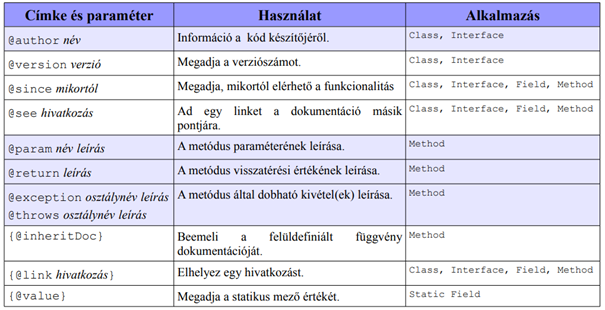 Címke és paraméter Használat Alkalmazás
@author név Információ a kód készítőjéről. Class, Interface
@version verzió Megadja a verziószámot. Class, Interface
@since mikortól Megadja, mikortól elérhető a funkcionalitás Class, Interface, Field, Method
@see hivatkozás Ad egy linket a dokumentáció másik Class, Interface, Field, Method
pontjára.
@param név leírás A metódus paraméterének leírása. Method
@return leírás A metódus visszatérési értékének leírása. Method
@exception osztálynév leírás A metódus által dobható kivétel(ek) leírása. Method
@throws osztálynév leírás
{@inheritDoc} Beemeli a felüldefiniált függvény Method
dokumentációját.
{@link hivatkozás} Elhelyez egy hivatkozást. Class, Interface, Field, Method
{@value} Megadja a statikus mező értékét. Static Field